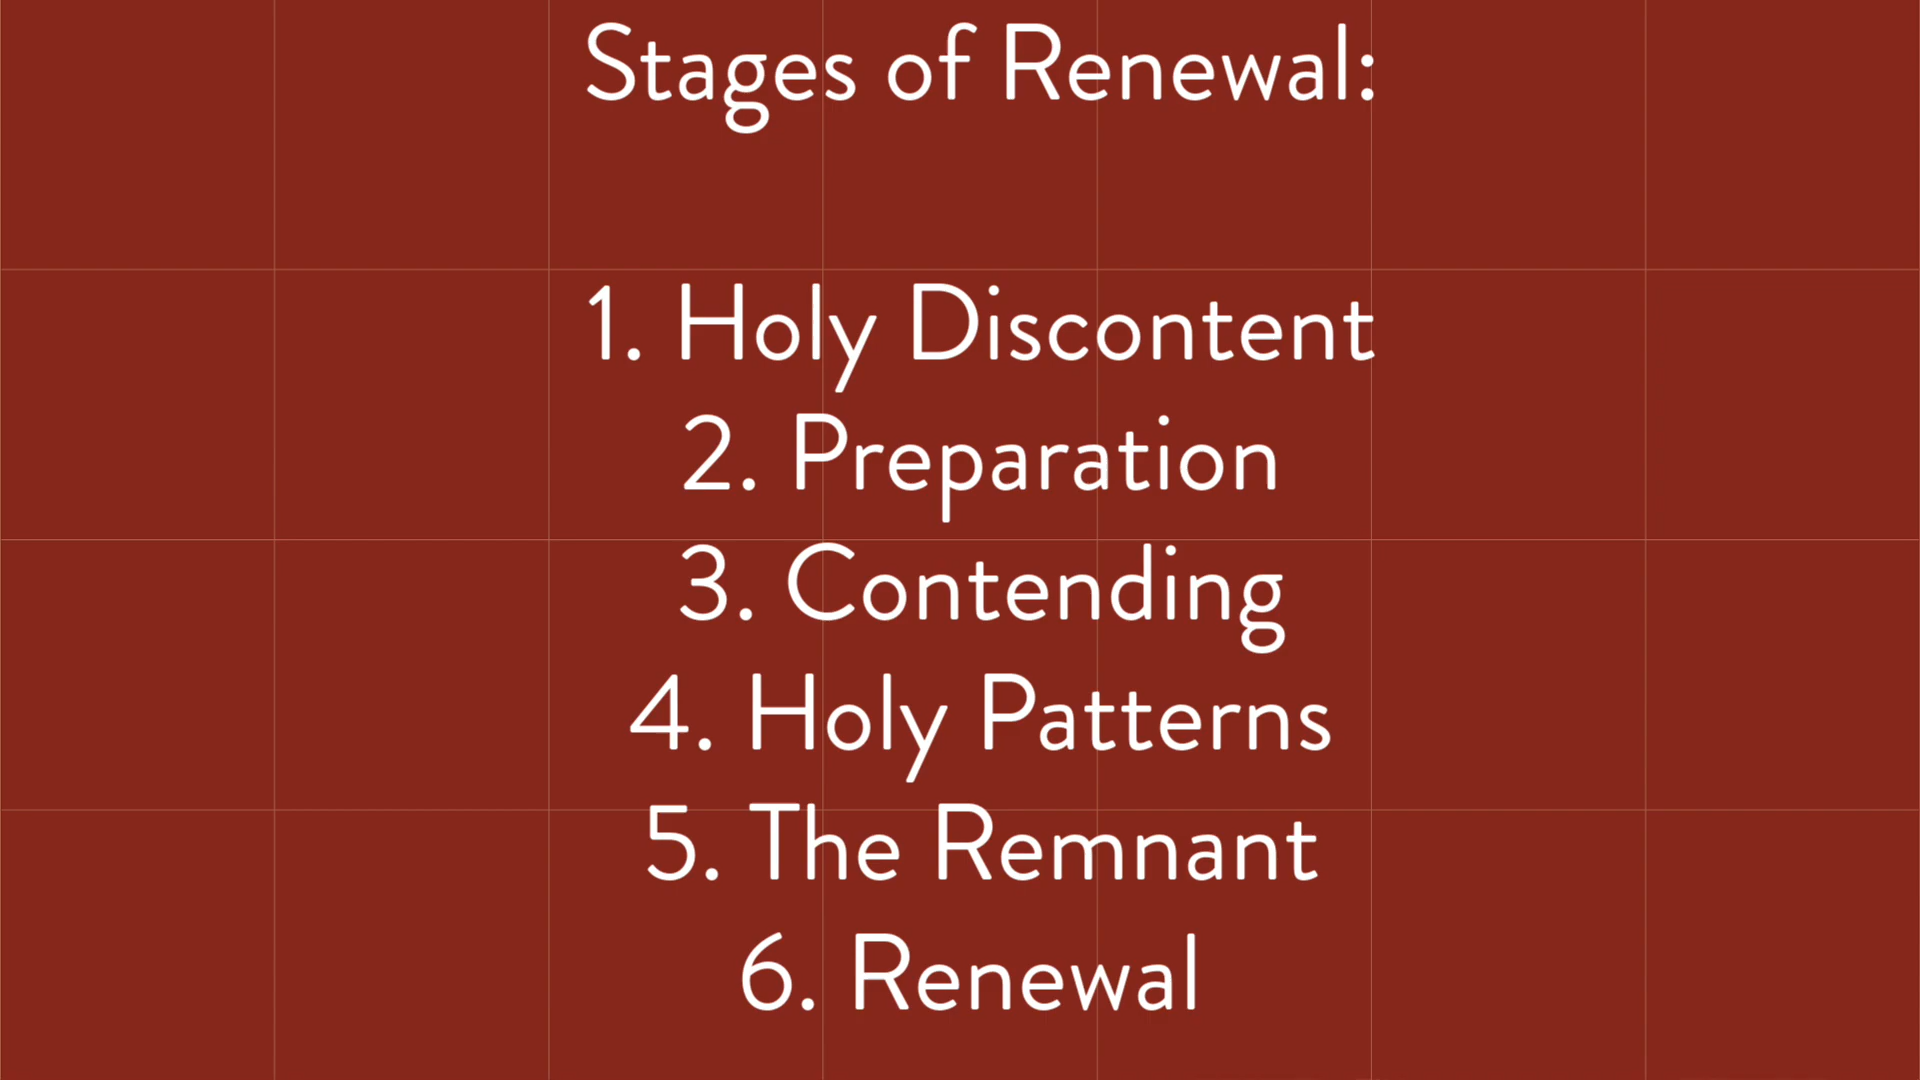 Stages of Renewal:
1. Holy Discontent
2. Preparation
3. Contending
4. Holy Patterns
5. The Remnant
6. Renewal